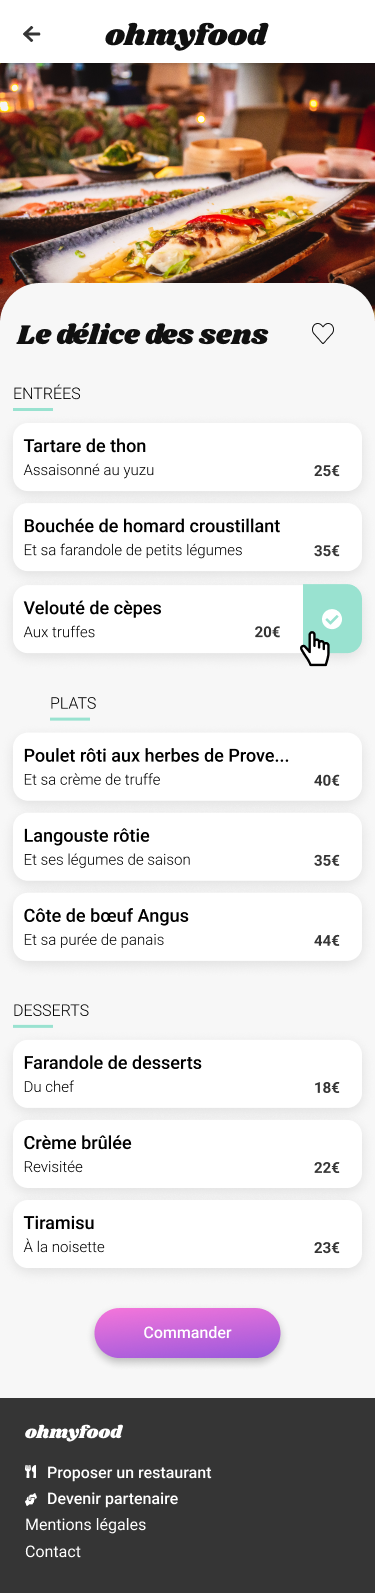 ohmyfood
Le délice des sens
ENTRÉES
Tartare de thon
Assaisonné au yuzu
25€
Bouchée de homard croustillant
Et sa farandole de petits légumes
35€
Velouté de cèpes
Aux truffes
20€
PLATS
Poulet rôti aux herbes de Prove...
Et sa crème de truffe
40€
Langouste rôtie
Et ses légumes de saison
35€
Côte de bœuf Angus
Et sa purée de panais
44€
DESSERTS
Farandole de desserts
Du chef
18€
Crème brûlée
Revisitée
22€
Tiramisu
À la noisette
23€
Commander
ohmyfood
Proposer un restaurant
Devenir partenaire
Mentions légales
Contact